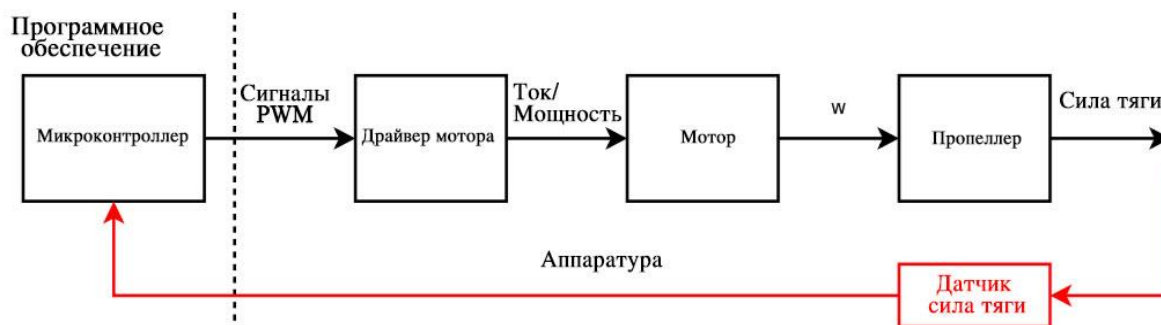 Программное
обеспечение
Микроконтроллер
Сигналы
PWM
Драйвер мотора
Ток/
Мощность
Мотор
w
Пропеллер
Сила тяги
Аппаратура
Датчик
сила тяги